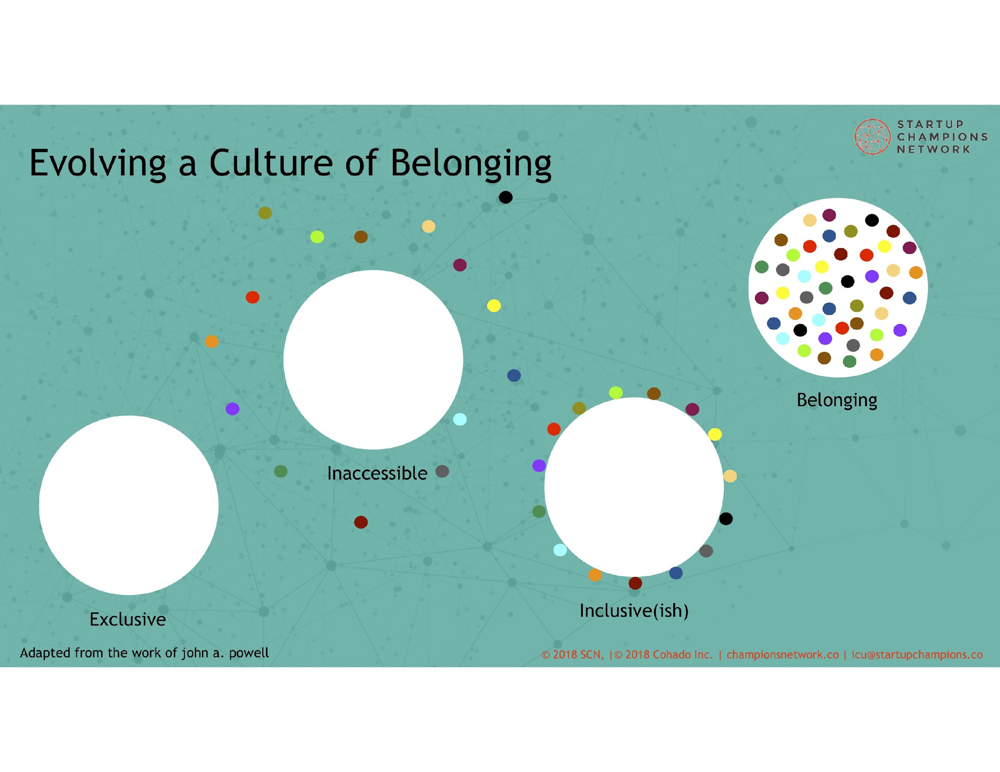 STARTUP
CHAMPIONS
NETWORK
Evolving a Culture of Belonging
Belonging
Inaccessible
Inclusive(ish)
Exclusive
Adapted from the work of john a. powell
© 2018 SCN, |© 2018 Cohado Inc. | championsnetwork.co | icu@startupchampions.co